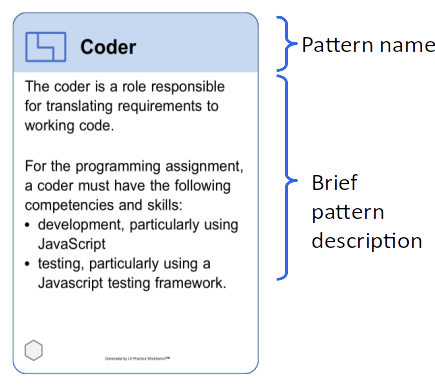 Coder
Pattern name
The coder is a role responsible
for translating requirements to
working code.
For the programming assignment,
a coder must have the following
competencies and skills:
• development, particularly using
JavaScript
• testing, particularly using a
Javascript testing framework.
Brief
pattern
description
Generated by UI Practice Workbench™